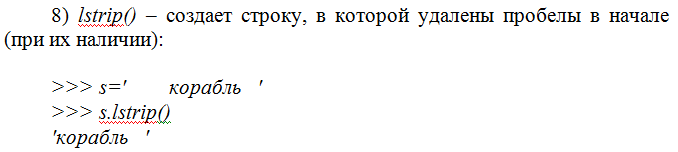 8) lstrip() – создает строку, в которой удалены пробелы в начале
(при их наличии):
>>> s='      корабль   '
>>> s.lstrip()
'корабль   '